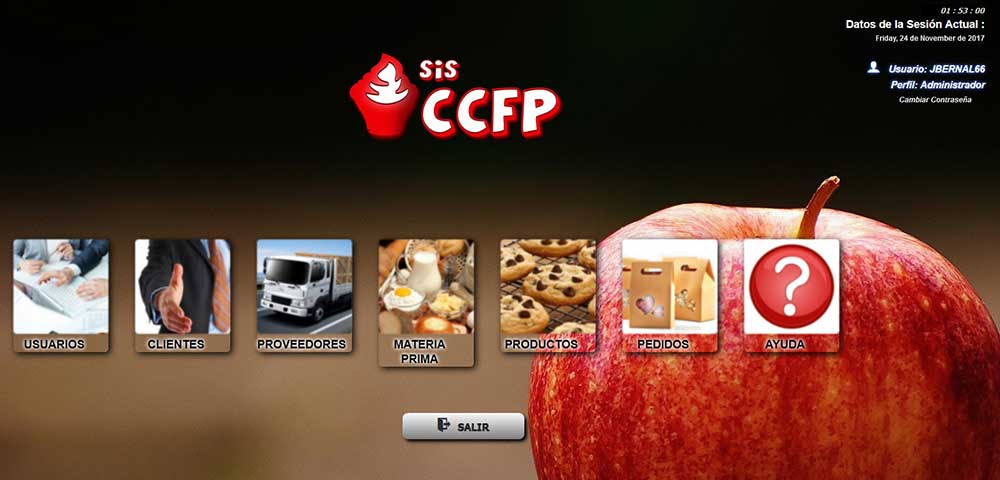 01 : 53 : 00
Datos de la Sesión Actual :
Friday, 24 de November de 2017
Usuario: JBERNAL66
Perfil: Administrador
Cambiar Contraseña
SiS
CCFP
USUARIOS
CLIENTES
PROVEEDORES
MATERIA
PRIMA
PRODUCTOS
PEDIDOS
?
AYUDA
SALIR